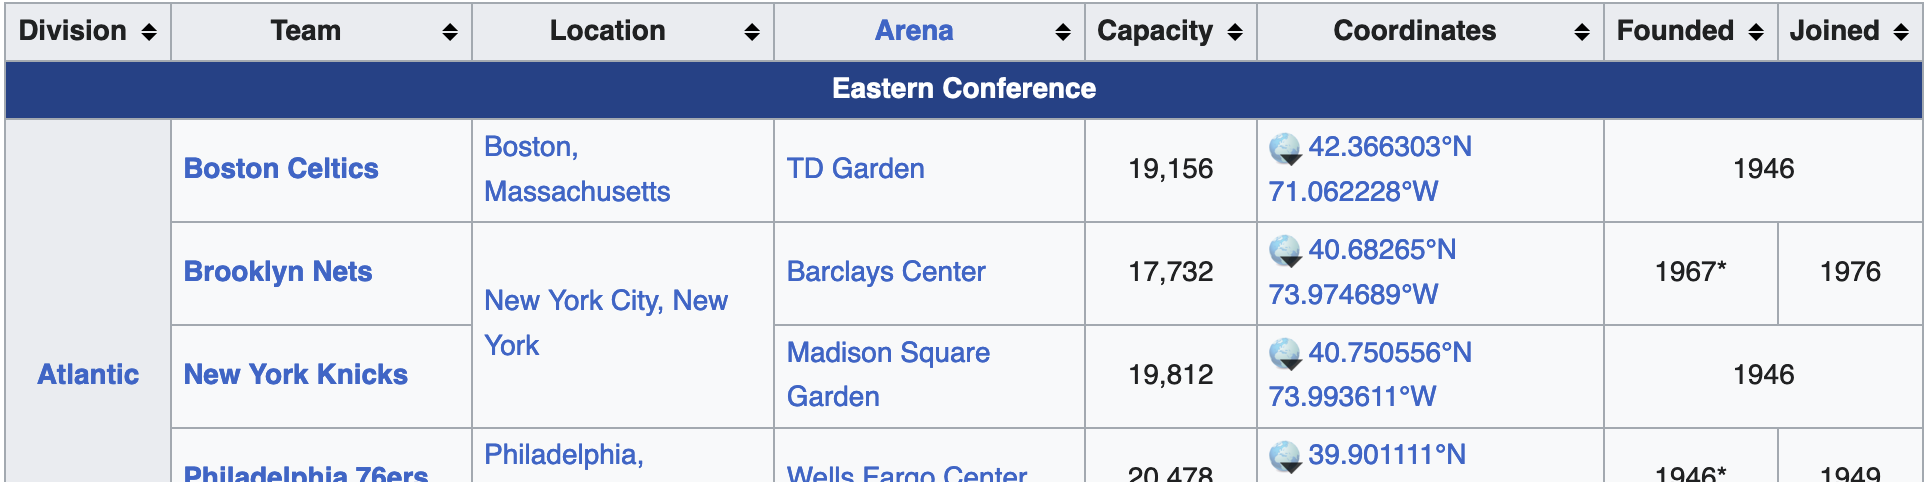 Division Team Location Arena Capacity Coordinates Founded Joined
Eastern Conference
Atlantic
Boston Celtics
Boston,
Massachusetts
TD Garden
19,156
42.366303°N
71.062228°W
1946
Brooklyn Nets
New York City, New
York
Barclays Center
17,732
40.68265°N
73.974689°W
1967*
1976
New York Knicks
Madison Square
Garden
19,812
40.750556°N
73.993611°W
1946
Philadelphia 76ers
Philadelphia,
Wells Fargo Center
20,478
39.901111°N
1946*
1949